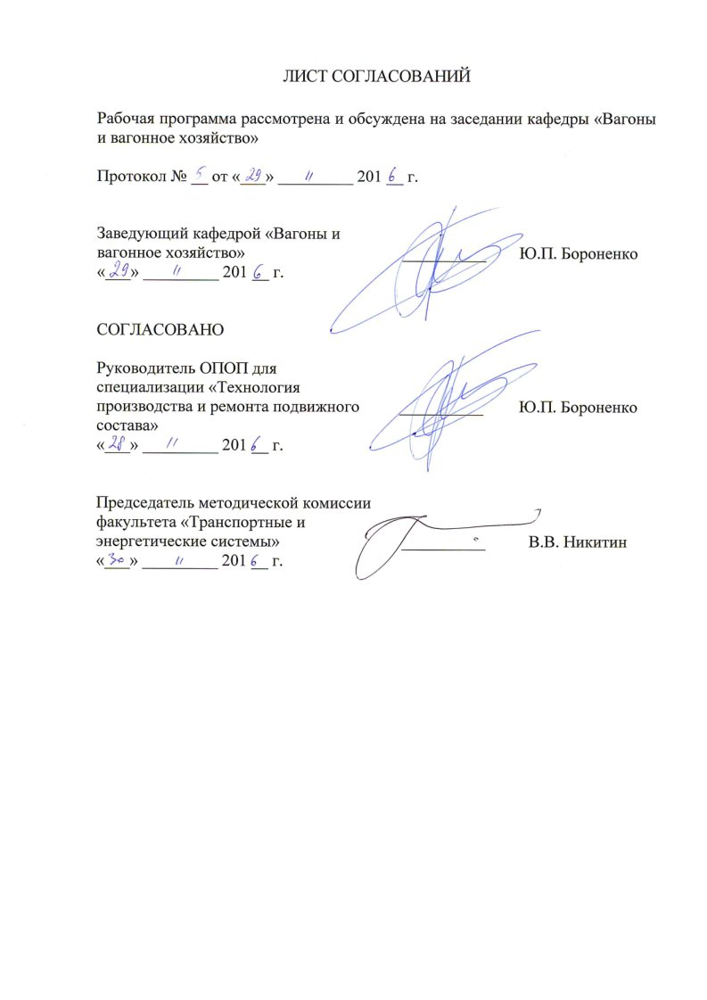 ЛИСТ СОГЛАСОВАНИЙ
Рабочая программа рассмотрена и обсуждена на заседании кафедры «Вагоны
и вагонное хозяйство»
Протокол № 5 от «29» 11 2016 г.
Заведующий кафедрой «Вагоны и
вагонное хозяйство» Ю.П. Бороненко
«29» 11 2016 г.
СОГЛАСОВАНО
Руководитель ОПОП для
специализации «Технология
производства и ремонта подвижного Ю.П. Бороненко
состава»
«28» 11 2016 г.
Председатель методической комиссии
факультета «Транспортные и
энергетические системы» В.В. Никитин
«30» 11 2016 г.